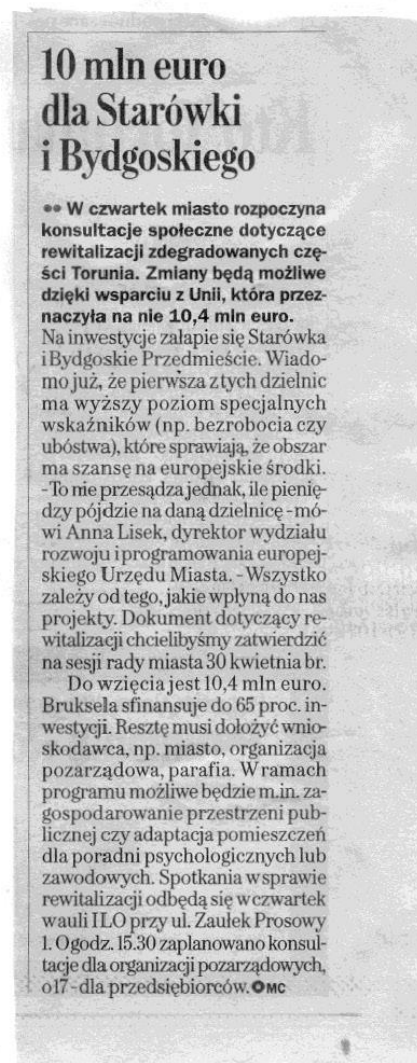 10 mln euro
dla Starówki
i Bydgoskiego
•• W czwartek miasto rozpoczyna
konsultacje społeczne dotyczące
rewitalizacji zdegradowanych czę-
ści Torunia. Zmiany będą możliwe
dzięki wsparciu z Unii, która przez-
naczyła na nie 10,4 mln euro.
Na inwestycje załapie się Starówka
i Bydgoskie Przedmieście. Wiado-
mo już, że pierwsza z tych dzielnic
ma wyższy poziom specjalnych
wskaźników (np. bezrobocia czy
ubóstwa), które sprawiają, że obszar
ma szansę na europejskie środki.
- To nie przesądza jednak, ile pienię-
dzy pójdzie na daną dzielnicę - mó-
wi Anna Lisek, dyrektor wydziału
rozwoju i programowania europej-
skiego Urzędu Miasta. - Wszystko
zależy od tego, jakie wpłyną do nas
projekty. Dokument dotyczący re-
witalizacji chcielibyśmy zatwierdzić
na sesji rady miasta 30 kwietnia br.
Do wzięcia jest 10,4 mln euro.
Bruksela sfinansuje do 65 proc. in-
westycji. Resztę musi dołożyć wnio-
skodawca, np. miasto, organizacja
pozarządowa, parafia. W ramach
programu możliwe będzie m.in. za-
gospodarowanie przestrzeni pub-
licznej czy adaptacja pomieszczeń
dla poradni psychologicznych lub
zawodowych. Spotkania w sprawie
rewitalizacji odbędą się w czwartek
w auli I LO przy ul. Zaułek Prosowy
1. O godz. 15.30 zaplanowano konsul-
tacje dla organizacji pozarządowych,
o 17 - dla przedsiębiorców. MC